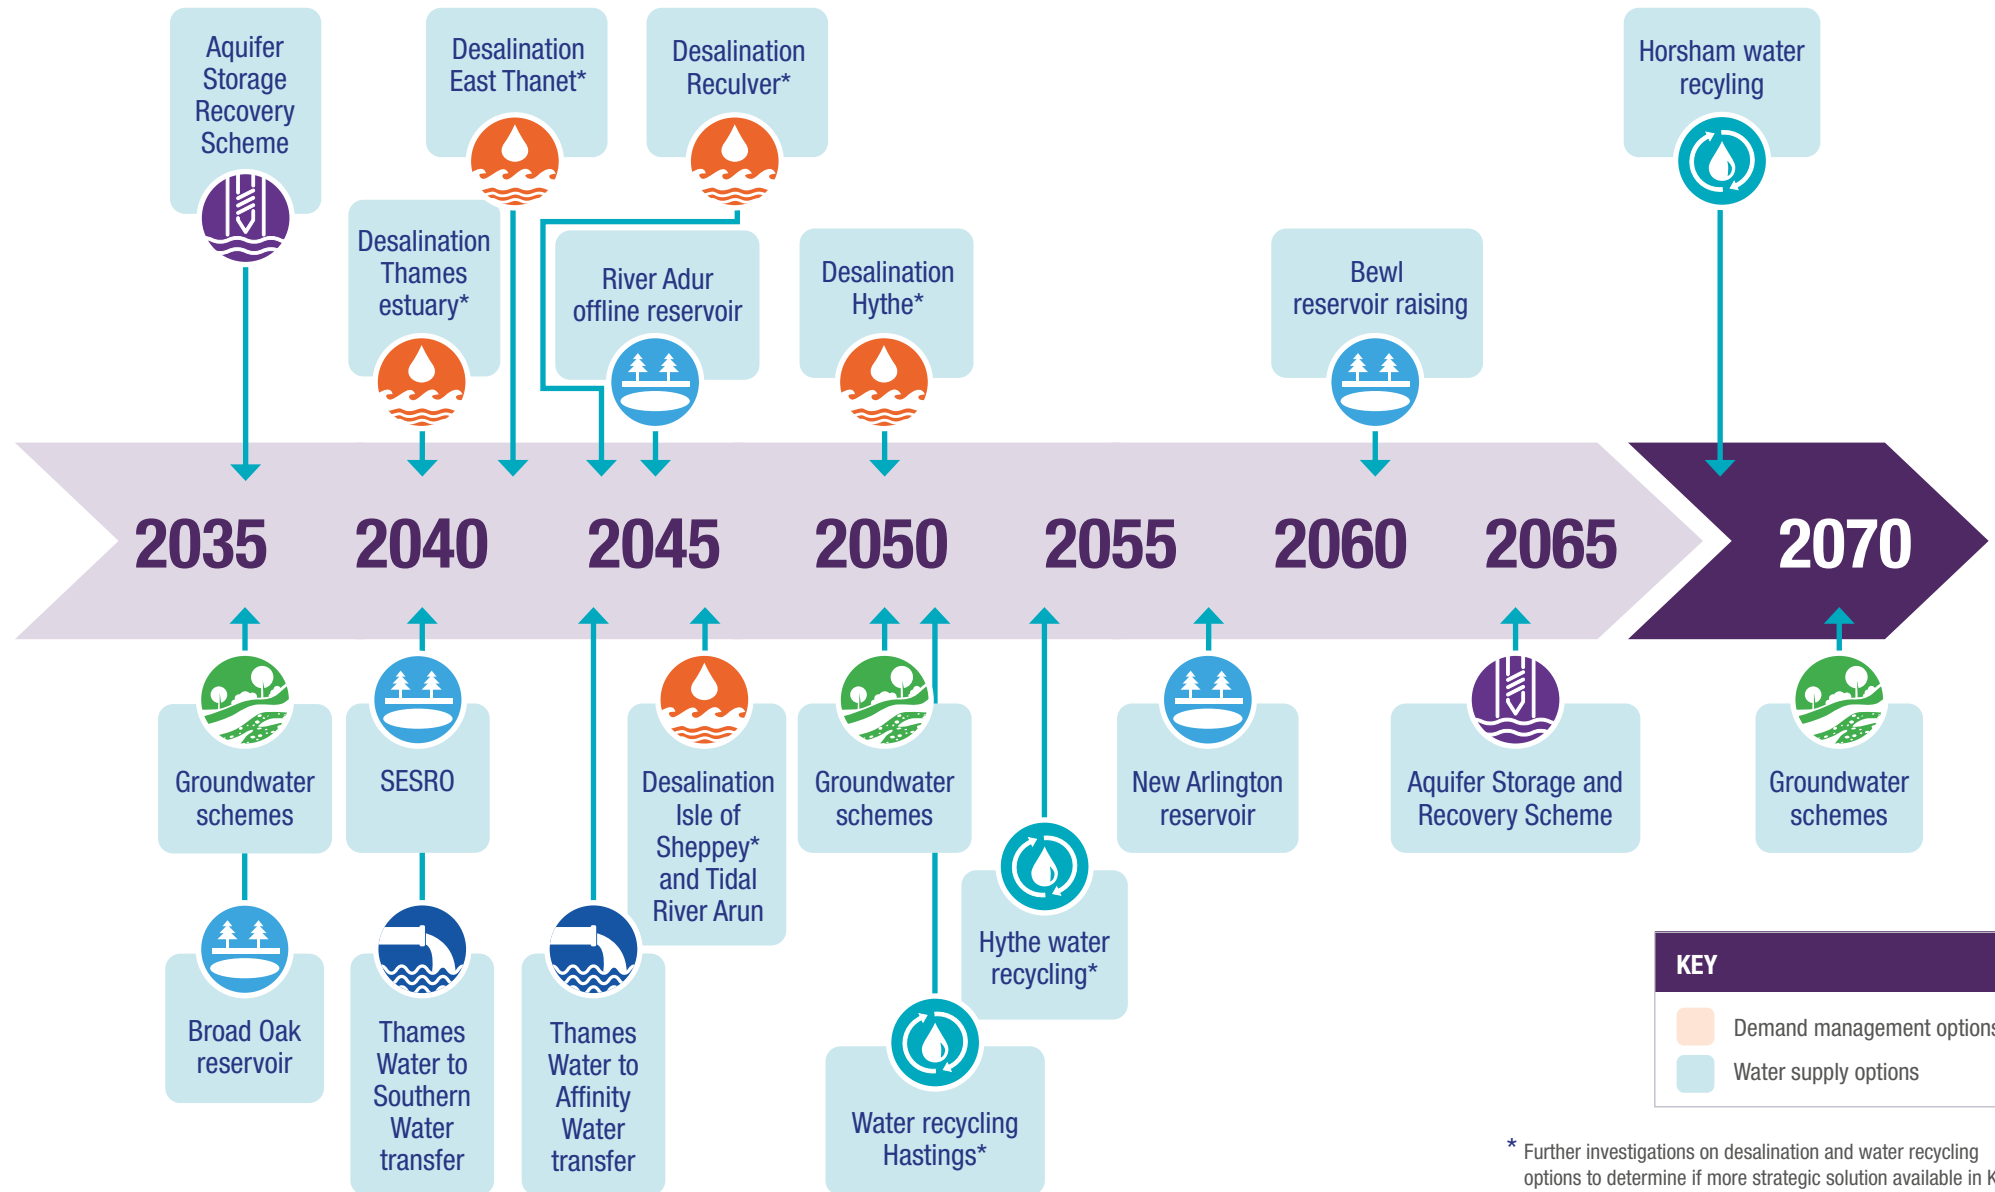 Aquifer
Storage
Recovery
Scheme
Desalination
East Thanet*
Desalination
Reculver*
Horsham water
recyling
Desalination
Thames
estuary*
River Adur
offline reservoir
Desalination
Hythe*
Bewl
reservoir raising
2035
2040
2045
2050
2055
2060
2065
2070
Groundwater
schemes
SESRO
Desalination
Isle of
Sheppey*
and Tidal
River Arun
Groundwater
schemes
New Arlington
reservoir
Aquifer Storage and
Recovery Scheme
Groundwater
schemes
Broad Oak
reservoir
Thames
Water to
Southern
Water
transfer
Thames
Water to
Affinity
Water
transfer
Hythe water
recycling*
Water recycling
Hastings*
KEY
Demand management options
Water supply options
* Further investigations on desalination and water recycling
options to determine if more strategic solution available in K